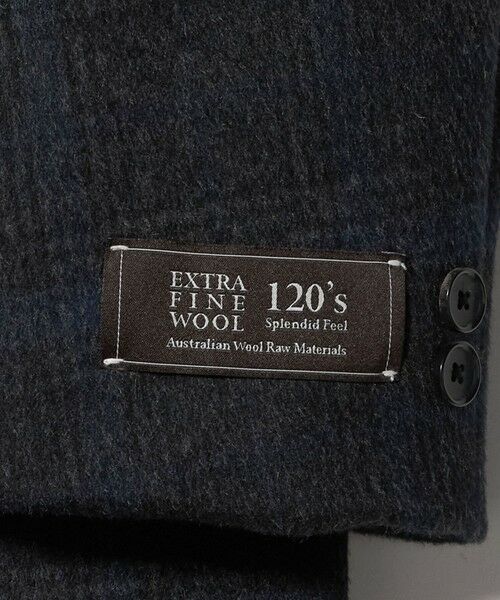 EXTRA
FINE
WOOL
120's
Splendid Feel
Australian Wool Raw Materials